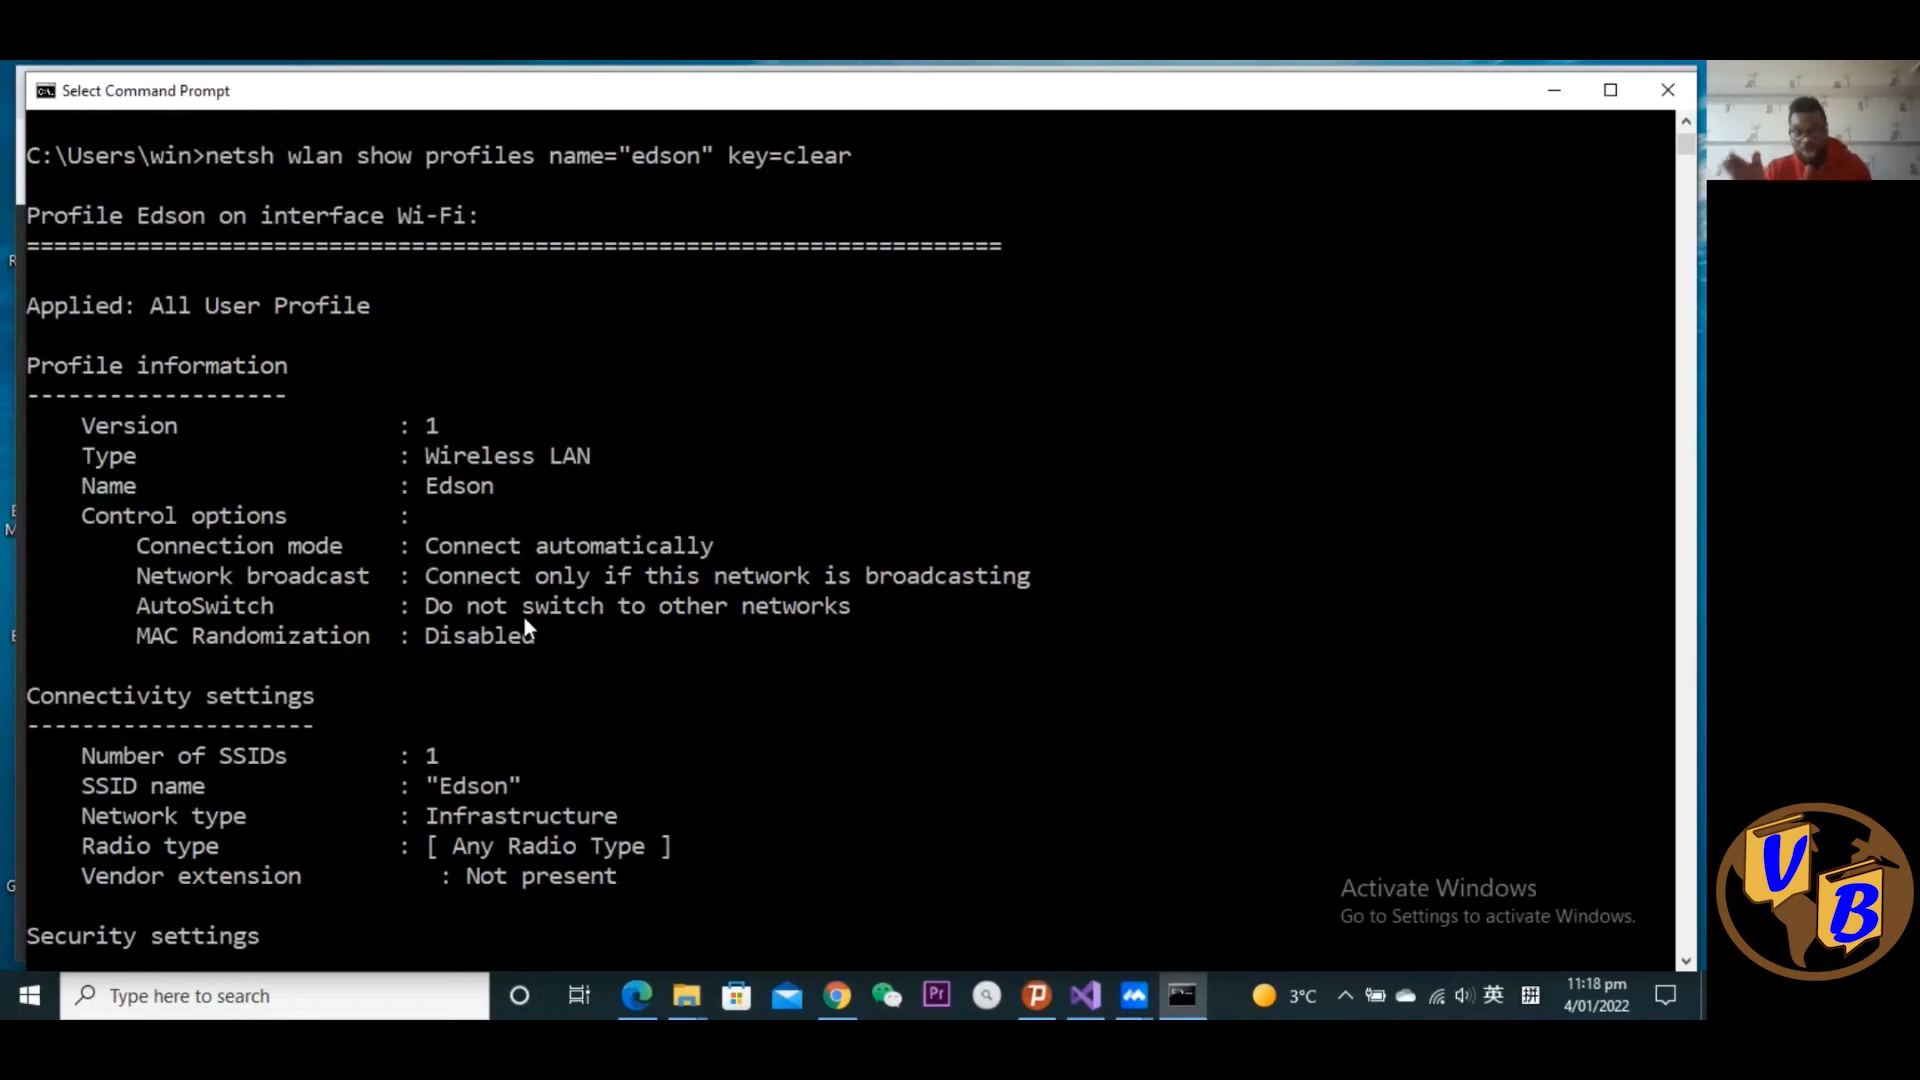 Select Command Prompt
C:\Users\win>netsh wlan show profiles name="edson" key=clear
Profile Edson on interface Wi-Fi:
=======================================================================
Applied: All User Profile
Profile information
-------------------
Version : 1
Type : Wireless LAN
Name : Edson
Control options :
Connection mode : Connect automatically
Network broadcast : Connect only if this network is broadcasting
AutoSwitch : Do not switch to other networks
MAC Randomization : Disabled
Connectivity settings
---------------------
Number of SSIDs : 1
SSID name : "Edson"
Network type : Infrastructure
Radio type : [ Any Radio Type ]
Vendor extension : Not present
Security settings
Activate Windows
Go to Settings to activate Windows.
V
B
Type here to search
Pr
3°C
英
11:18 pm
4/01/2022